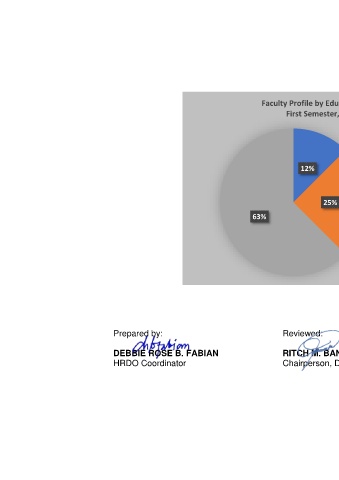 Faculty Profile by Edu
First Semester,
12%
25%
63%
Prepared by:
Reviewed:
DEBBIE ROSE B. FABIAN
RITCH M. BAN
HRDO Coordinator
Chairperson, D